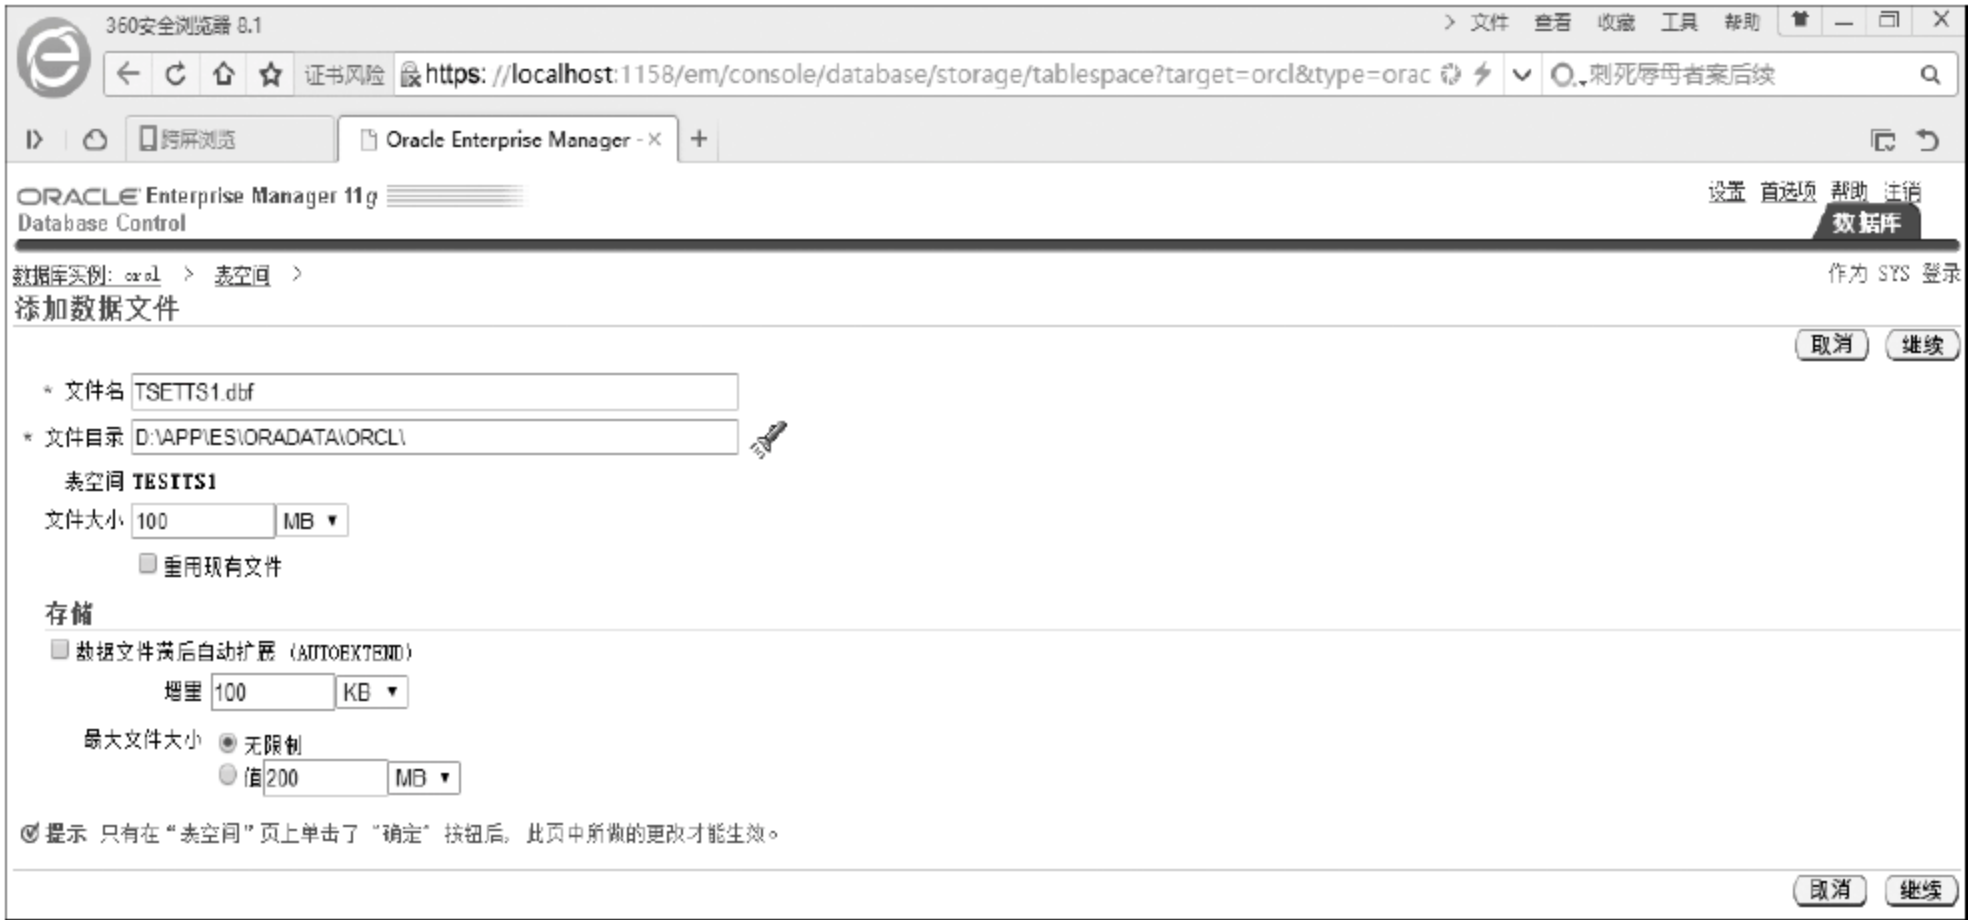 360安全浏览器 8.1
> 文件 查看 收藏 工具 帮助
证书风险 https://localhost:1158/em/console/database/storage/tablespace?target=orcl&type=orac
刺死辱母者案后续
跨屏浏览
Oracle Enterprise Manager - ×
ORACLE Enterprise Manager 11g
Database Control
设置 首选项 帮助 注销
数据库
数据库实例: orcl > 表空间 >
作为 SYS 登录
添加数据文件
取消 继续
* 文件名 TSETTS1.dbf
* 文件目录 D:\APP\ES\ORADATA\ORCL\
表空间 TESTTS1
文件大小 100 MB
重用现有文件
存储
数据文件满后自动扩展 (AUTOEXTEND)
增量 100 KB
最大文件大小 无限制
值 200 MB
提示 只有在“表空间”页上单击了“确定”按钮后, 此页中所做的更改才能生效。
取消 继续